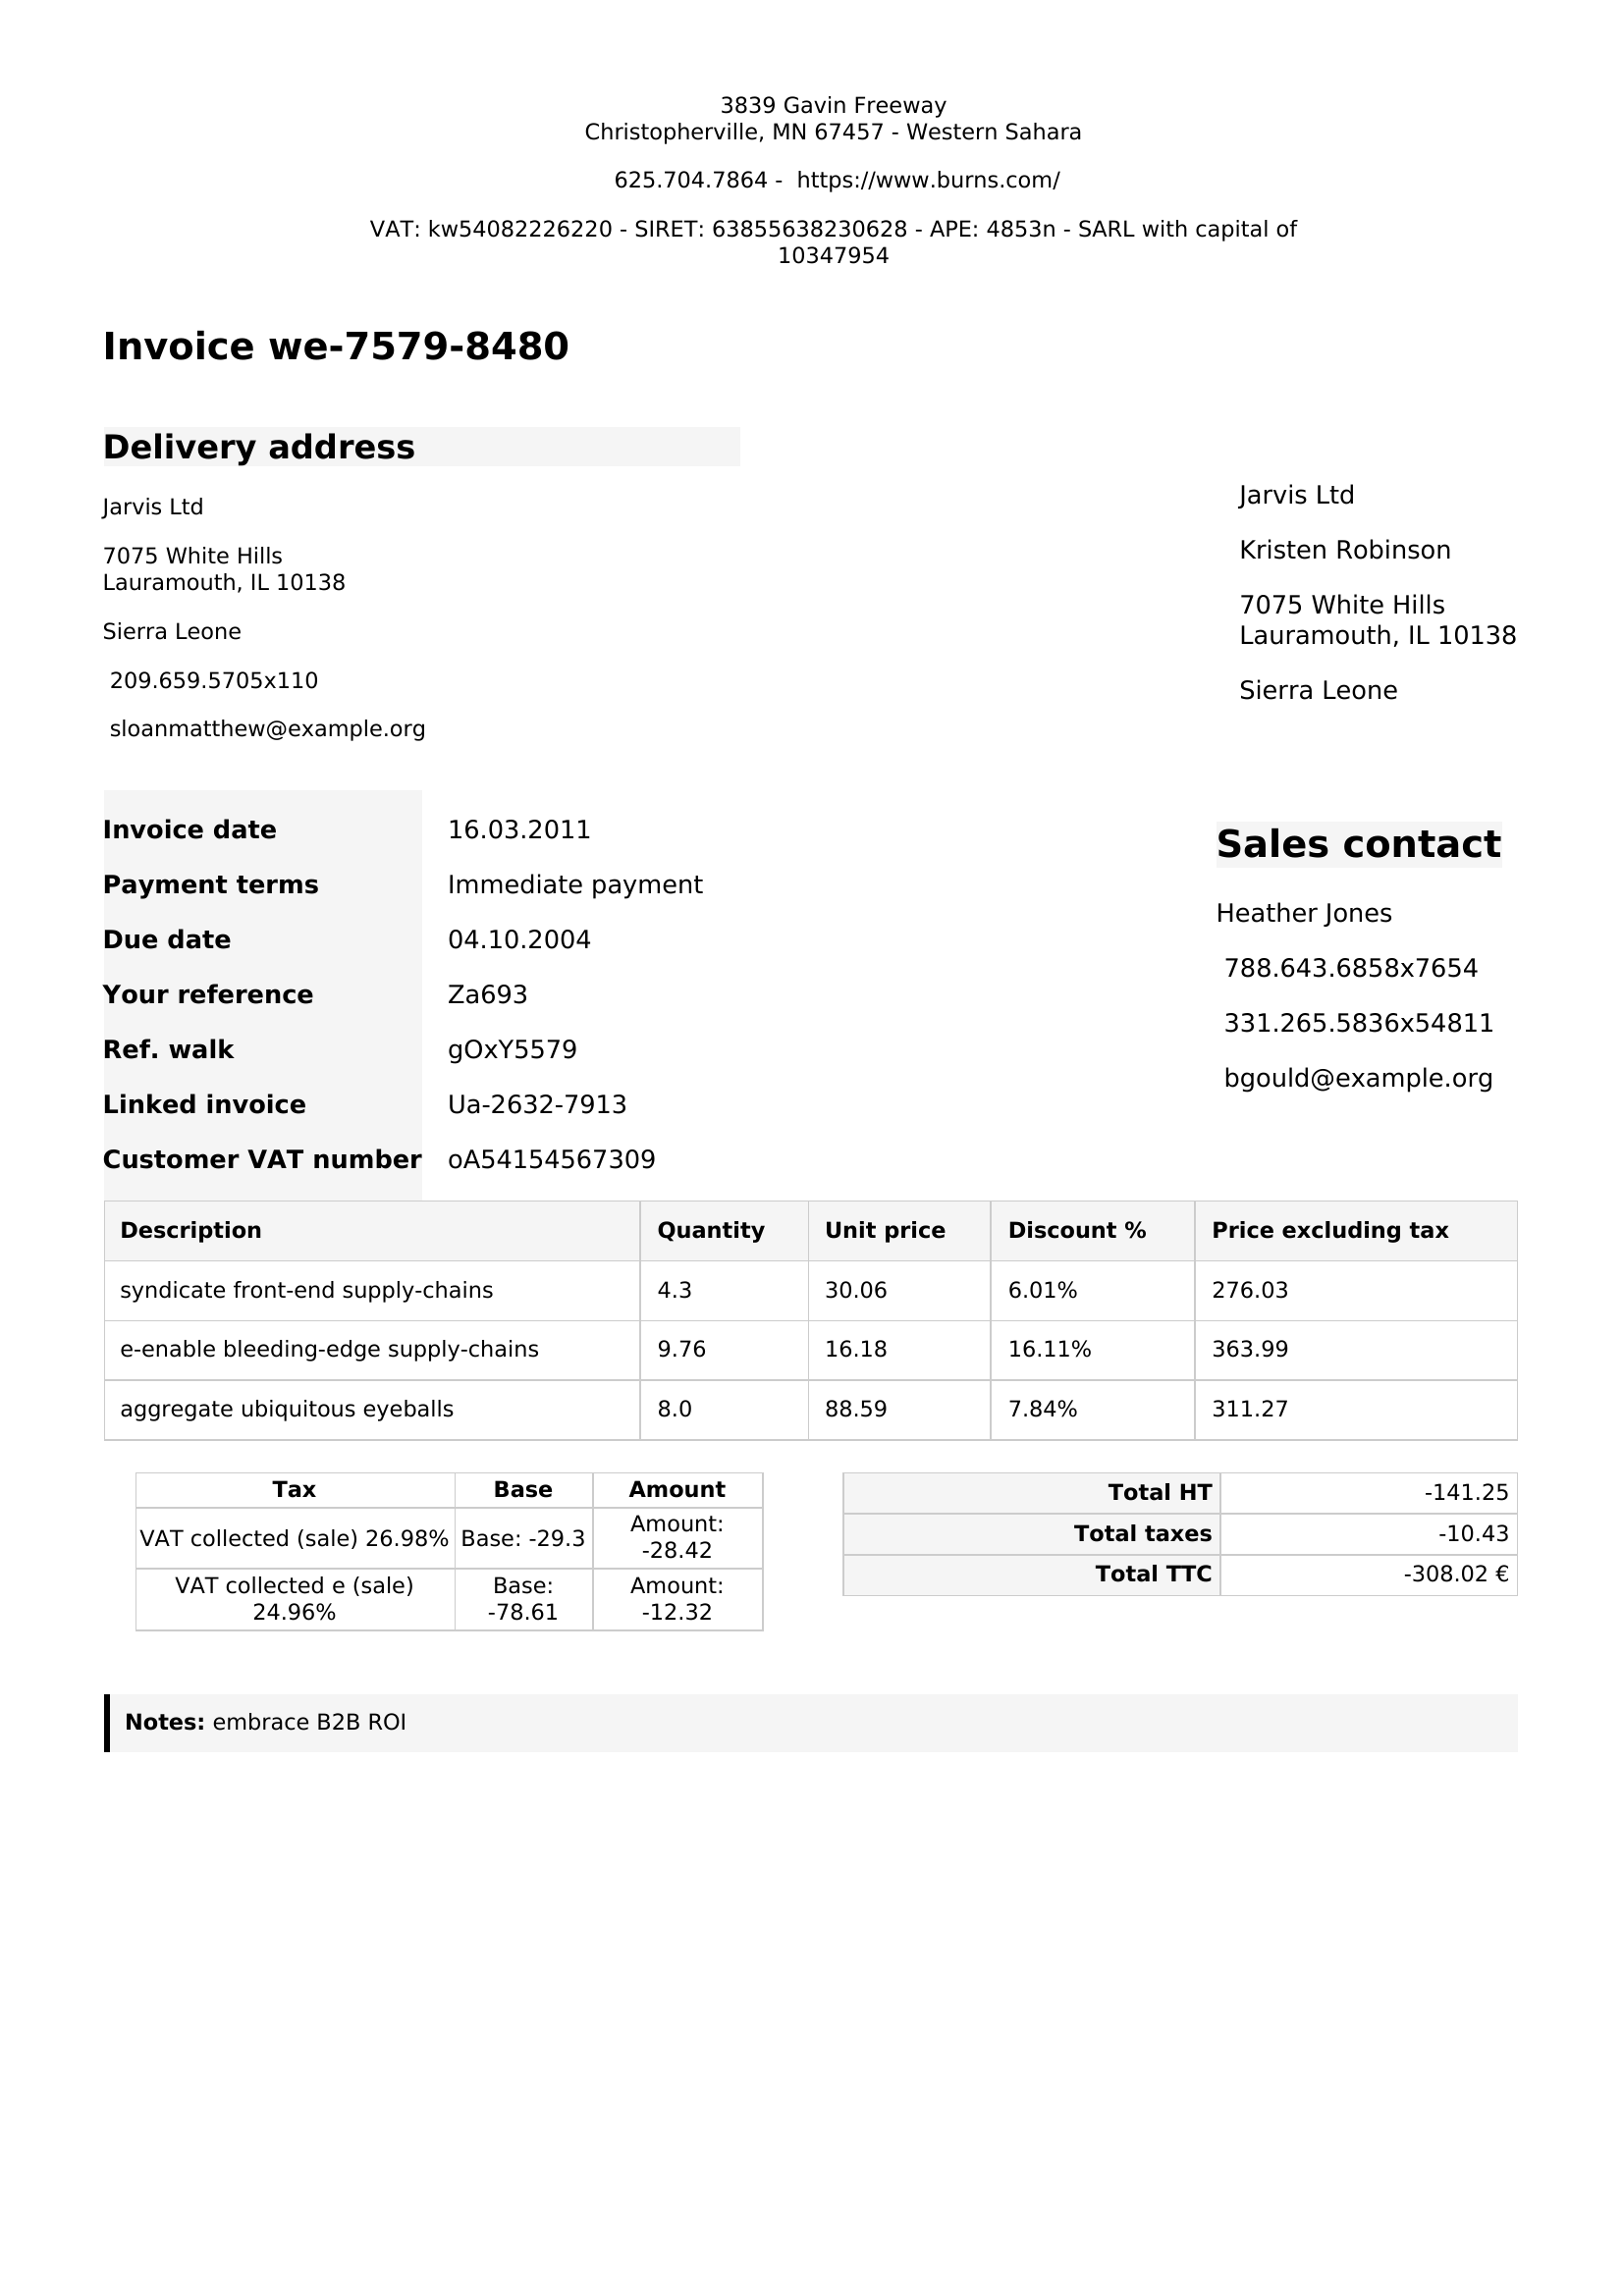 3839 Gavin Freeway
Christopherville, MN 67457 - Western Sahara
625.704.7864 - https://www.burns.com/
VAT: kw54082226220 - SIRET: 63855638230628 - APE: 4853n - SARL with capital of
10347954
Invoice we-7579-8480
Delivery address
Jarvis Ltd
7075 White Hills
Lauramouth, IL 10138
Sierra Leone
209.659.5705x110
sloanmatthew@example.org
Jarvis Ltd
Kristen Robinson
7075 White Hills
Lauramouth, IL 10138
Sierra Leone
Invoice date 16.03.2011
Payment terms Immediate payment
Due date 04.10.2004
Your reference Za693
Ref. walk gOxY5579
Linked invoice Ua-2632-7913
Customer VAT number oA54154567309
Sales contact
Heather Jones
788.643.6858x7654
331.265.5836x54811
bgould@example.org
Description Quantity Unit price Discount % Price excluding tax
syndicate front-end supply-chains 4.3 30.06 6.01% 276.03
e-enable bleeding-edge supply-chains 9.76 16.18 16.11% 363.99
aggregate ubiquitous eyeballs 8.0 88.59 7.84% 311.27
Tax Base Amount
VAT collected (sale) 26.98% Base: -29.3 Amount:
-28.42
VAT collected e (sale) Base: Amount:
24.96% -78.61 -12.32
Total HT -141.25
Total taxes -10.43
Total TTC -308.02 €
Notes: embrace B2B ROI